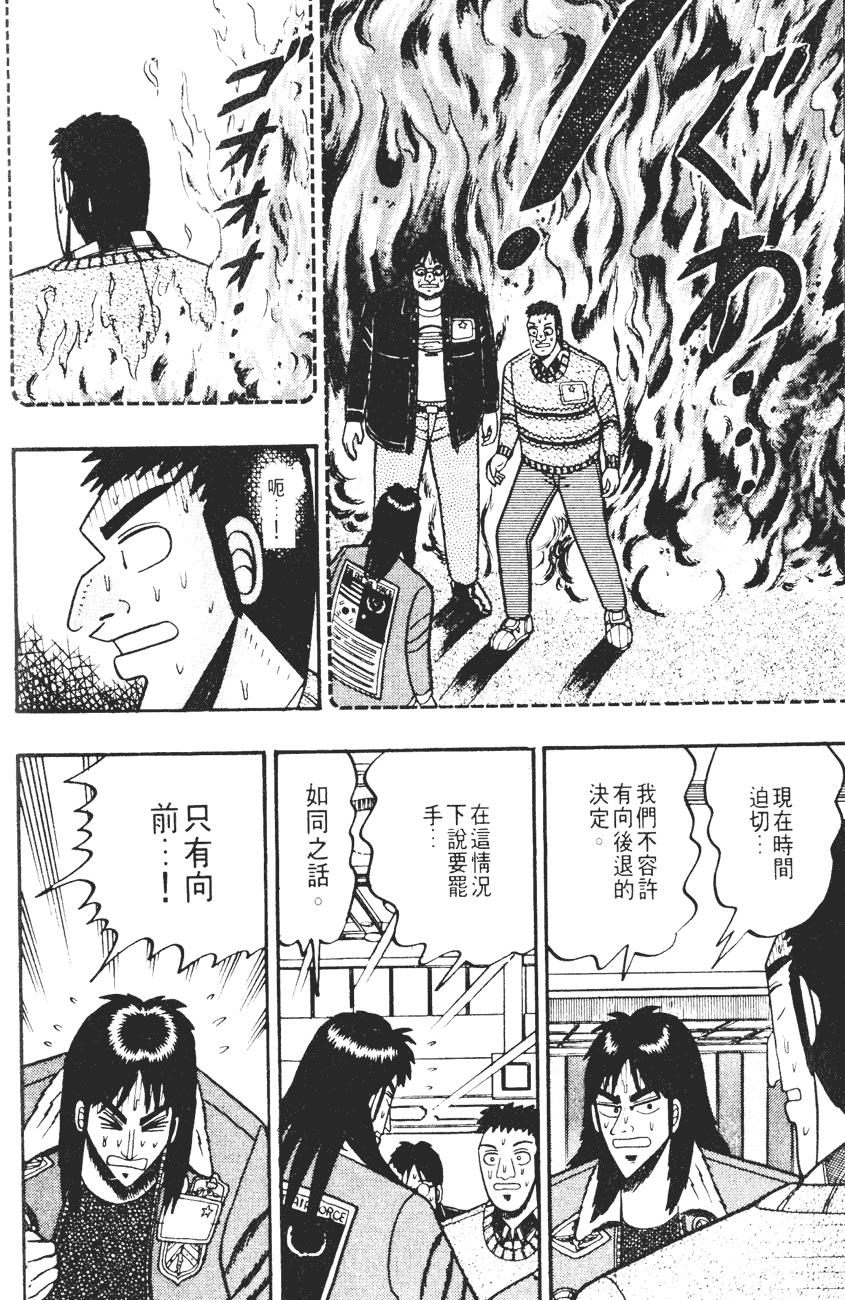 ぐわっ
ゴオオオオ…
呃…!
現在時間
迫切…
我們不容許
有向後退的
決定。
在這情況
下說要罷
手…
如同之話。
AIR FORCE
只有向
前…!